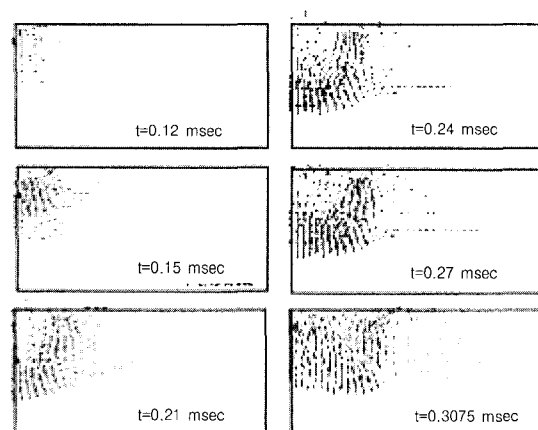 t=0.12 msec
t=0.24 msec
t=0.15 msec
t=0.27 msec
t=0.21 msec
t=0.3075 msec